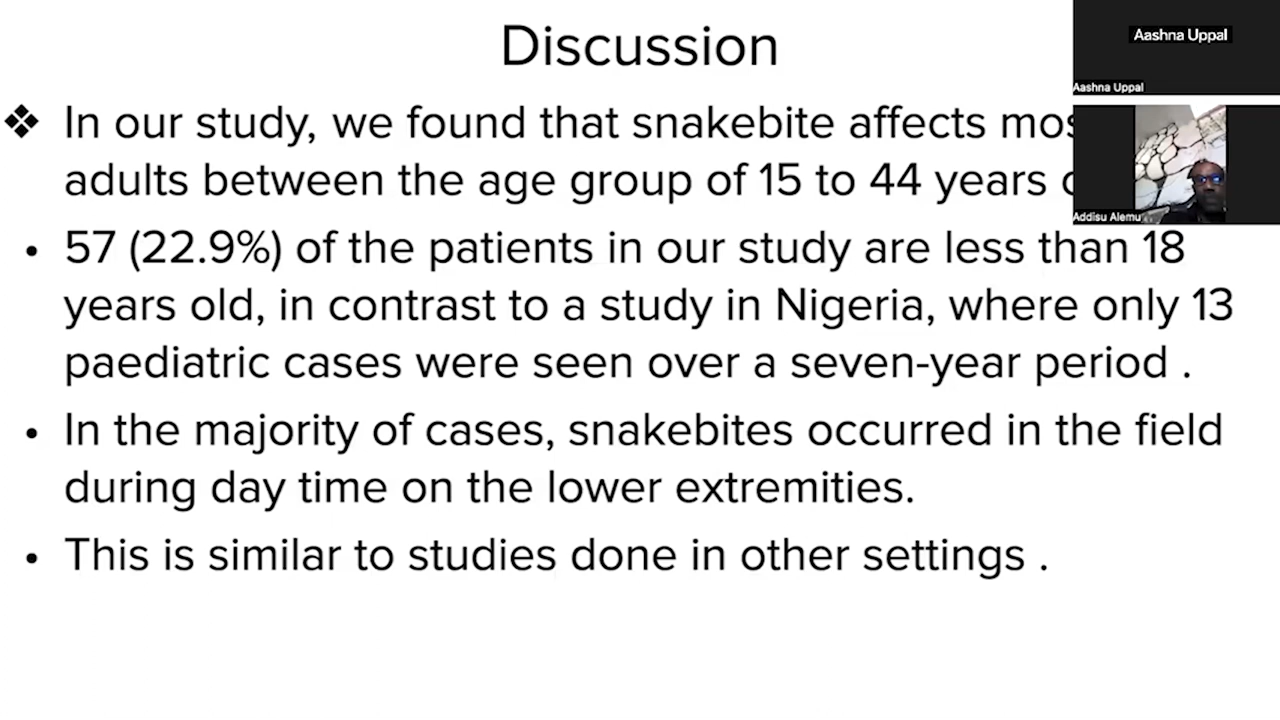 Discussion
❖ In our study, we found that snakebite affects
adults between the age group of 15 to 44 years
• 57 (22.9%) of the patients in our study are less than 18
years old, in contrast to a study in Nigeria, where only 13
paediatric cases were seen over a seven-year period .
• In the majority of cases, snakebites occurred in the field
during day time on the lower extremities.
• This is similar to studies done in other settings .
Aashna Uppal
Aashna Uppal
Addisu Alemu